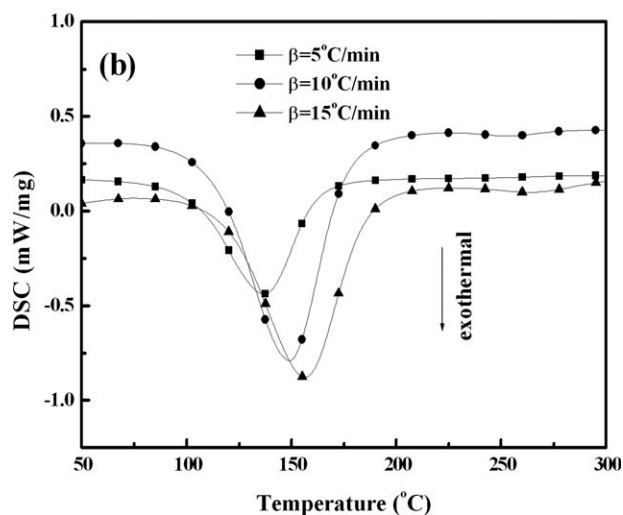 (b)
β=5°C/min
β=10°C/min
β=15°C/min
1.0
0.5
0.0
-0.5
-1.0
DSC (mW/mg)
exothermal
50 100 150 200 250 300
Temperature (°C)